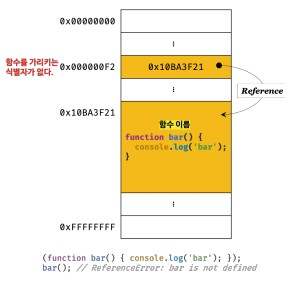 0x00000000
⋮
함수를 가리키는
식별자가 없다.
0x000000F2
0x10BA3F21
⋮
Reference
0x10BA3F21
함수 이름
function bar() {
console.log('bar');
}
⋮
0xFFFFFFFF
(function bar() { console.log('bar'); });
bar(); // ReferenceError: bar is not defined